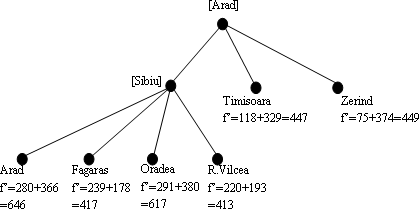 [Arad]
[Sibiu]
Timisoara
f'=118+329=447
Zerind
f'=75+374=449
Arad
f'=280+366
=646
Fagaras
f'=239+178
=417
Oradea
f'=291+380
=617
R.Vilcea
f'=220+193
=413